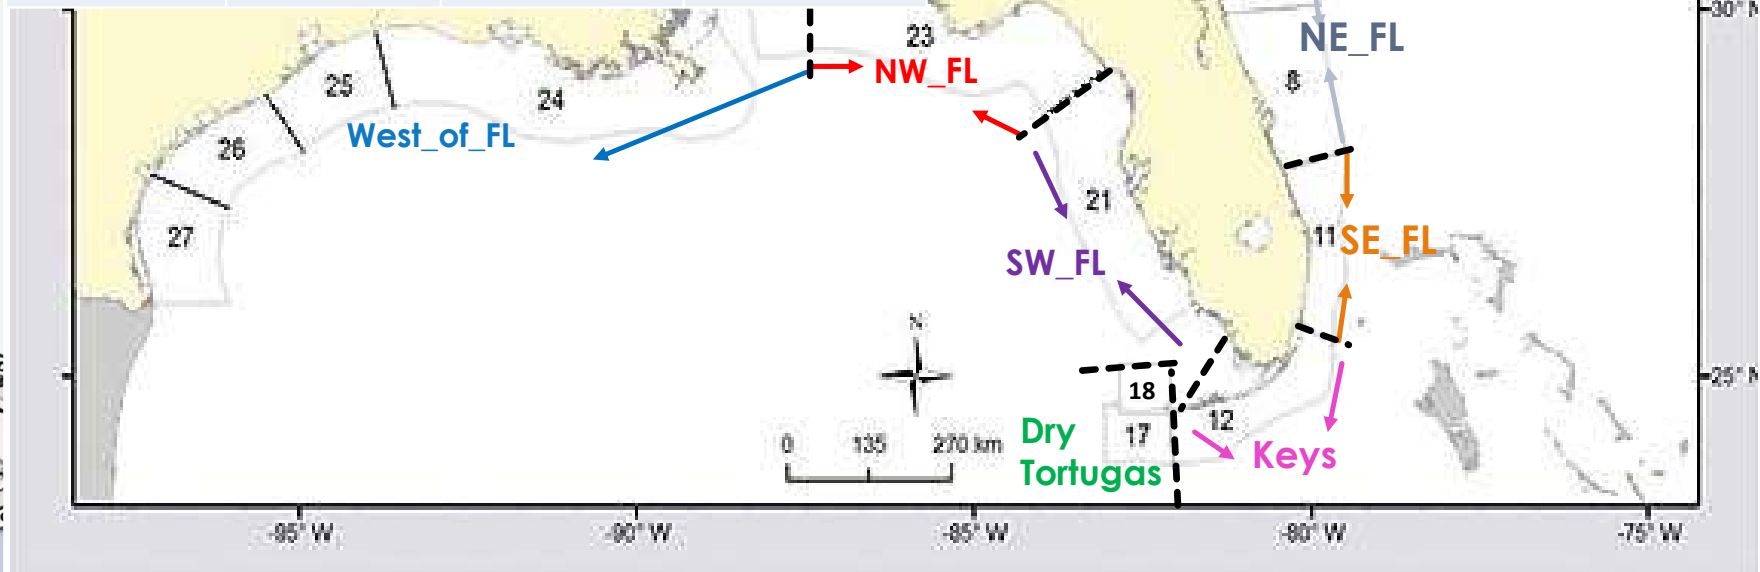 30° N
23
NE_FL
NW_FL
25
8
24
West_of_FL
26
21
27
11
SE_FL
SW_FL
N
25° N
18
12
17
Dry
Tortugas
Keys
0 135 270 km
-95° W -90° W -85° W -80° W -75° W